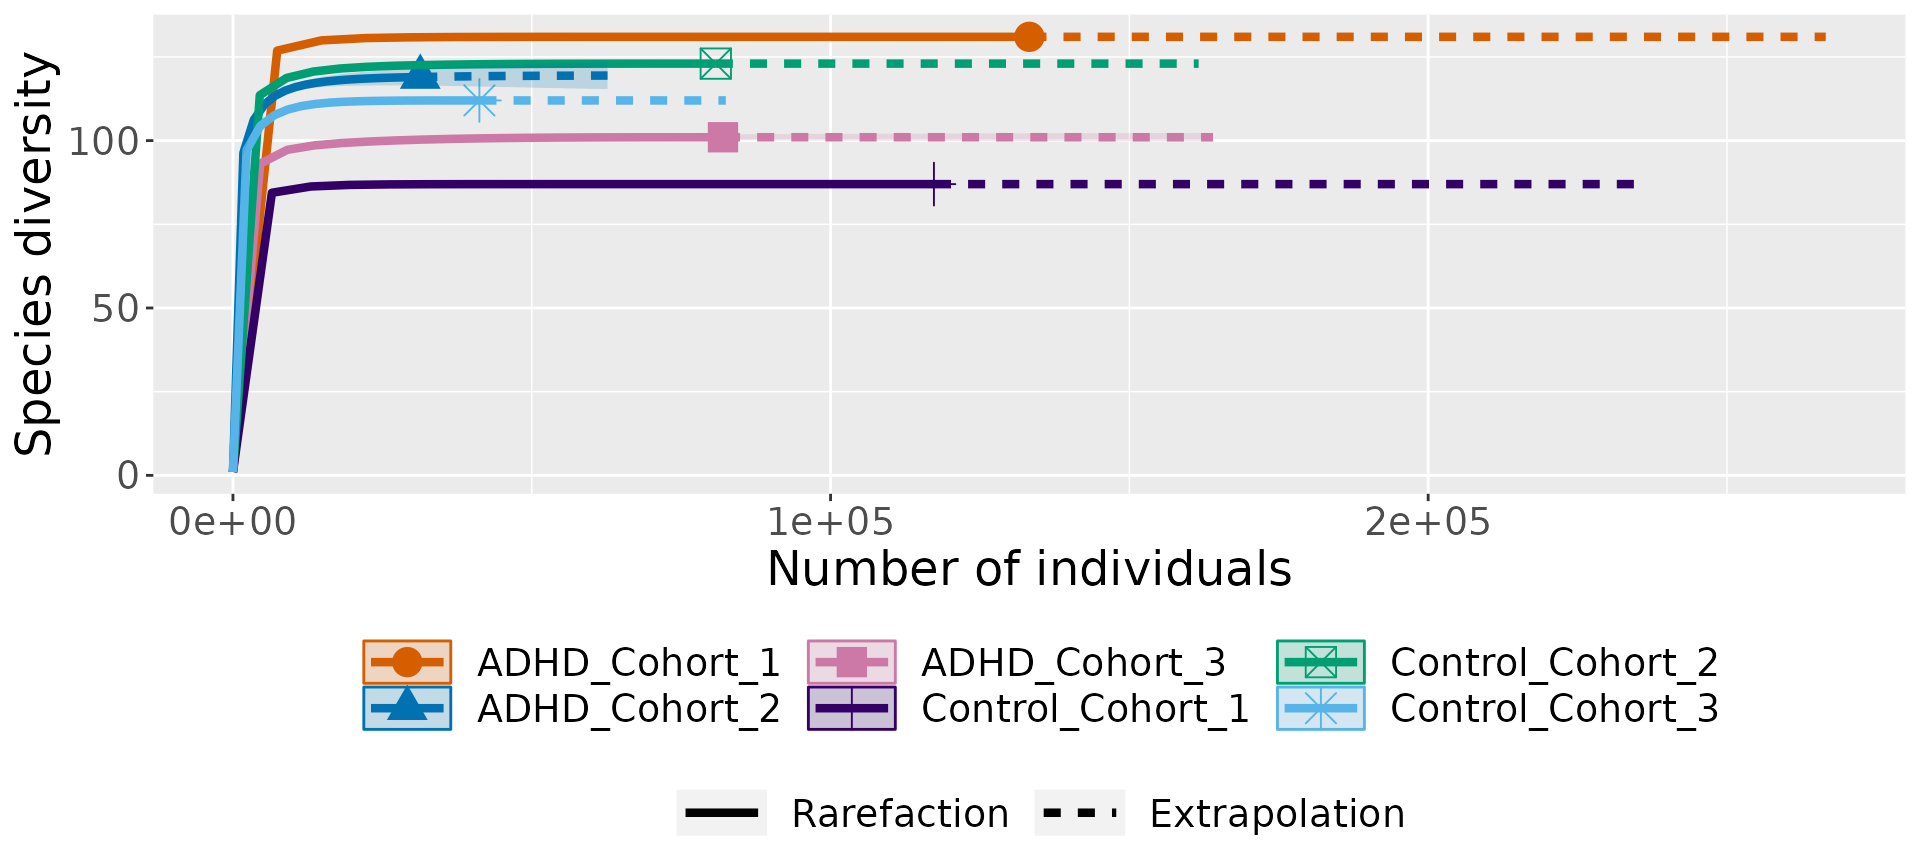 Species diversity
100
50
0
0e+00 1e+05 2e+05
Number of individuals
ADHD_Cohort_1 ADHD_Cohort_3 Control_Cohort_2
ADHD_Cohort_2 Control_Cohort_1 Control_Cohort_3
Rarefaction Extrapolation